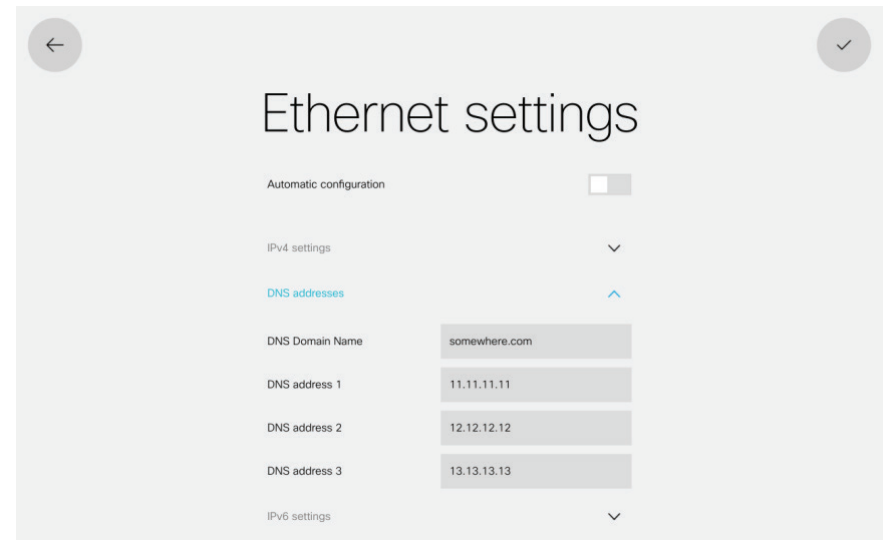 Ethernet settings
Automatic configuration
IPv4 settings
DNS addresses
DNS Domain Name somewhere.com
DNS address 1 11.11.11.11
DNS address 2 12.12.12.12
DNS address 3 13.13.13.13
IPv6 settings